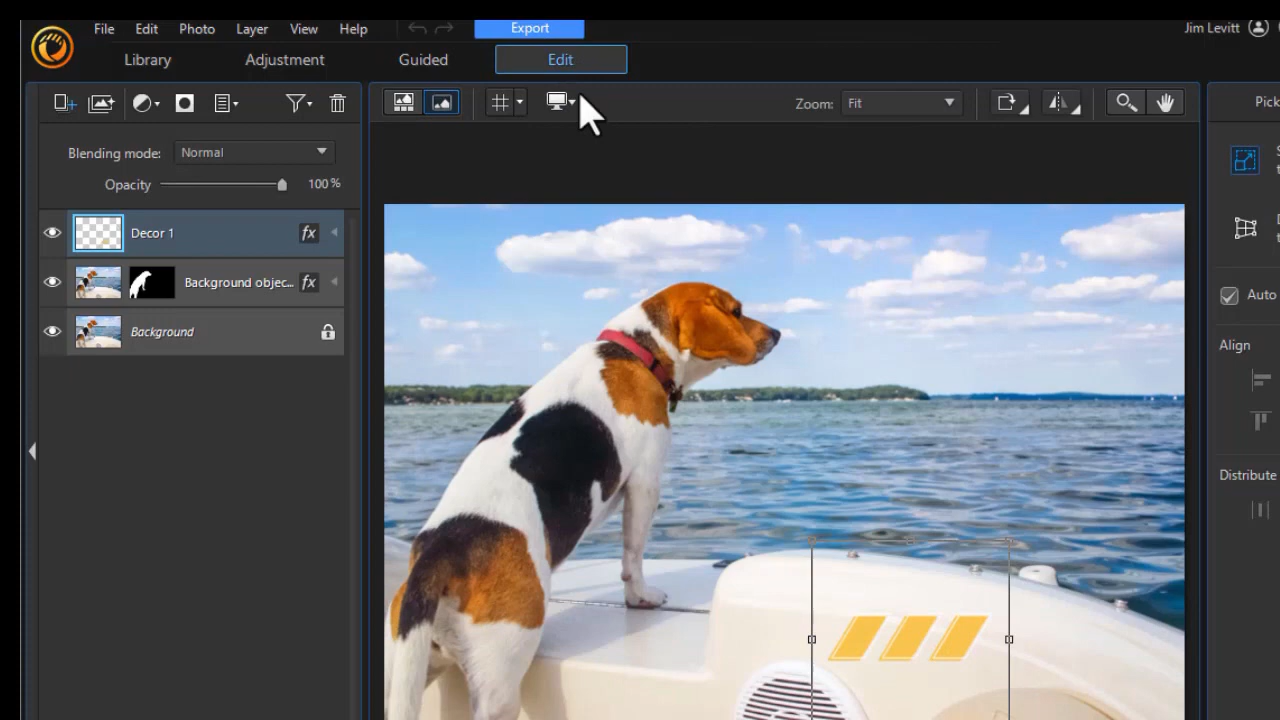 File Edit Photo Layer View Help Export Jim Levitt
Library Adjustment Guided Edit
Zoom: Fit Pick
Blending mode: Normal
Opacity 100 %
Decor 1 fx
Background objec... fx
Background
Auto
Align
Distribute